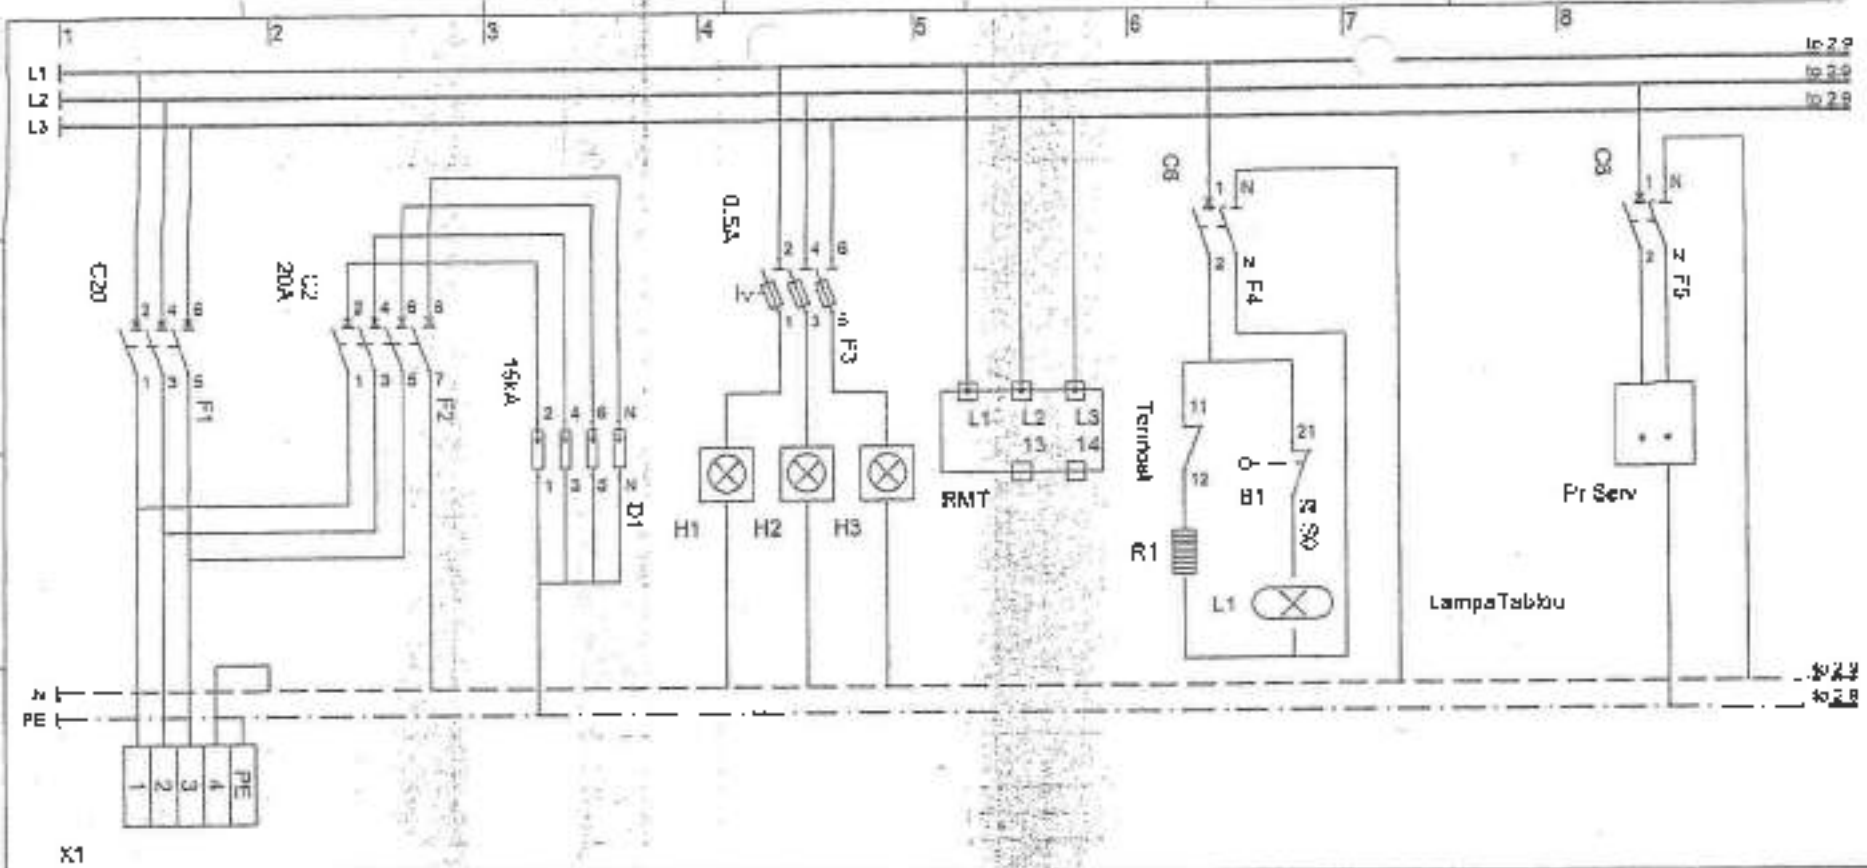 1 2 3 4 5 6 7 8
L1
L2
L3
to 2.9
to 2.9
to 2.9
C20
2 4 6
1 3 5
F1
20A
2 4 6 8
1 3 5 7
F2
15kA
2 4 6 N
1 3 5 N
D1
0.5A
2 4 6
1 3 5
F3
H1 H2 H3
L1 L2 L3
13 14
RMT
C6
1 N
2 N
F4
Termost
11
12
R1
21
B1
L1
LampaTablou
C6
1 N
2 N
F5
Pr Serv
N
PE
to 2.9
to 2.9
1 2 3 4 PE
X1